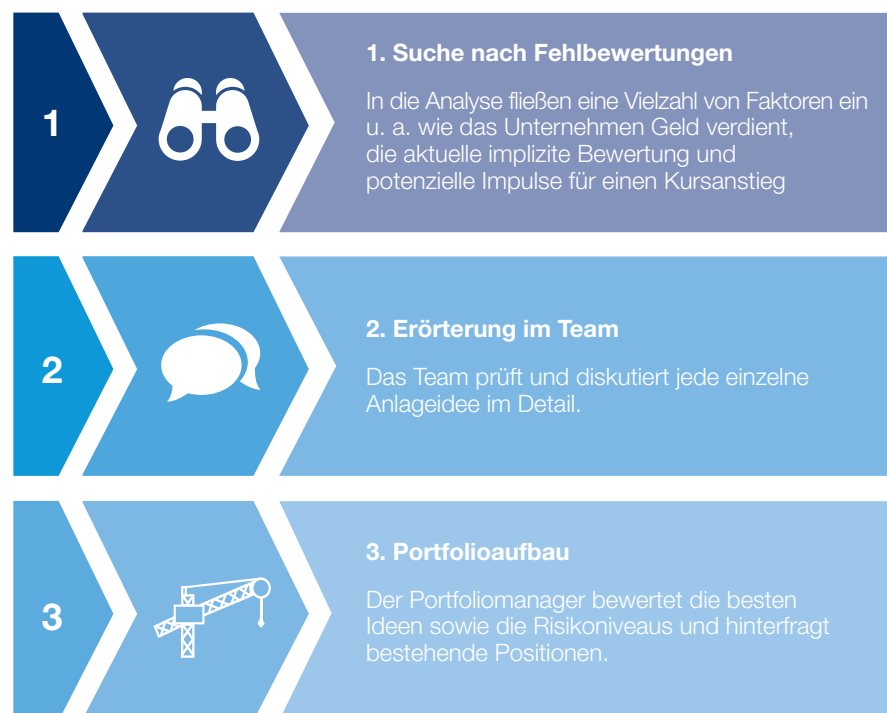 1
1. Suche nach Fehlbewertungen
In die Analyse fließen eine Vielzahl von Faktoren ein
u. a. wie das Unternehmen Geld verdient,
die aktuelle implizite Bewertung und
potenzielle Impulse für einen Kursanstieg
2
2. Erörterung im Team
Das Team prüft und diskutiert jede einzelne
Anlageidee im Detail.
3
3. Portfolioaufbau
Der Portfoliomanager bewertet die besten
Ideen sowie die Risikoniveaus und hinterfragt
bestehende Positionen.